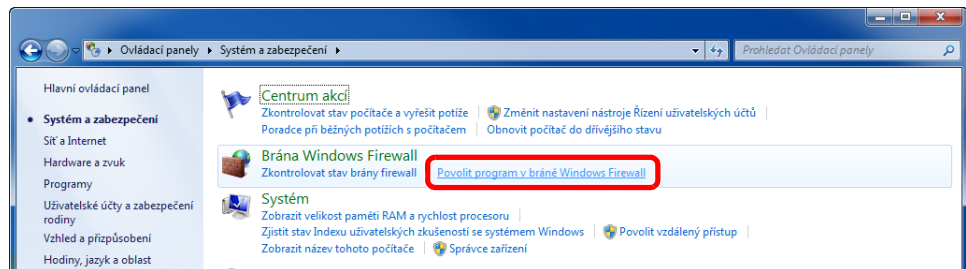 Ovládací panely ▸ Systém a zabezpečení ▸
Prohledat Ovládací panely
Hlavní ovládací panel
Systém a zabezpečení
Síť a Internet
Hardware a zvuk
Programy
Uživatelské účty a zabezpečení
rodiny
Vzhled a přizpůsobení
Hodiny, jazyk a oblast
Centrum akcí
Zkontrolovat stav počítače a vyřešit potíže
Změnit nastavení nástroje Řízení uživatelských účtů
Poradce při běžných potížích s počítačem
Obnovit počítač do dřívějšího stavu
Brána Windows Firewall
Zkontrolovat stav brány firewall
Povolit program v bráně Windows Firewall
Systém
Zobrazit velikost paměti RAM a rychlost procesoru
Zjistit stav Indexu uživatelských zkušeností se systémem Windows
Povolit vzdálený přístup
Zobrazit název tohoto počítače
Správce zařízení